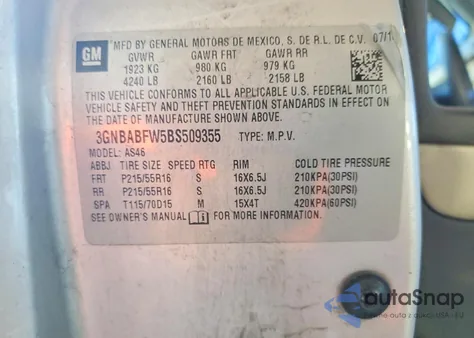 GM
MFD BY GENERAL MOTORS DE MEXICO, S. DE R.L. DE C.V. 07/1
GVWR GAWR FRT GAWR RR
1923 KG 980 KG 979 KG
4240 LB 2160 LB 2158 LB
THIS VEHICLE CONFORMS TO ALL APPLICABLE U.S. FEDERAL MOTOR
VEHICLE SAFETY AND THEFT PREVENTION STANDARDS IN EFFECT ON THE
DATE OF MANUFACTURE SHOWN ABOVE.
3GNBABFW5BS509355 TYPE: M.P.V.
MODEL: AS46
TIRE SIZE SPEED RTG RIM COLD TIRE PRESSURE
FRT P215/55R16 S 16X6.5J 210KPA(30PSI)
RR P215/55R16 S 16X6.5J 210KPA(30PSI)
SPA T115/70D15 M 15X4T 420KPA(60PSI)
SEE OWNER'S MANUAL FOR MORE INFORMATION.
autoSnap